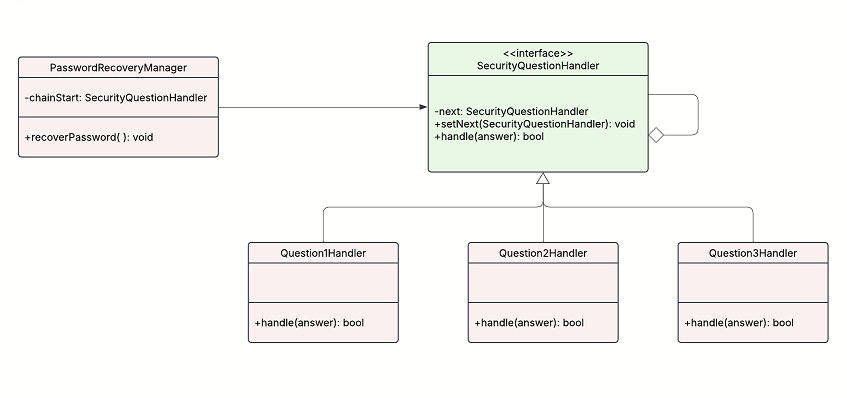 PasswordRecoveryManager
-chainStart: SecurityQuestionHandler
+recoverPassword( ): void
<<interface>>
SecurityQuestionHandler
-next: SecurityQuestionHandler
+setNext(SecurityQuestionHandler): void
+handle(answer): bool
Question1Handler
+handle(answer): bool
Question2Handler
+handle(answer): bool
Question3Handler
+handle(answer): bool